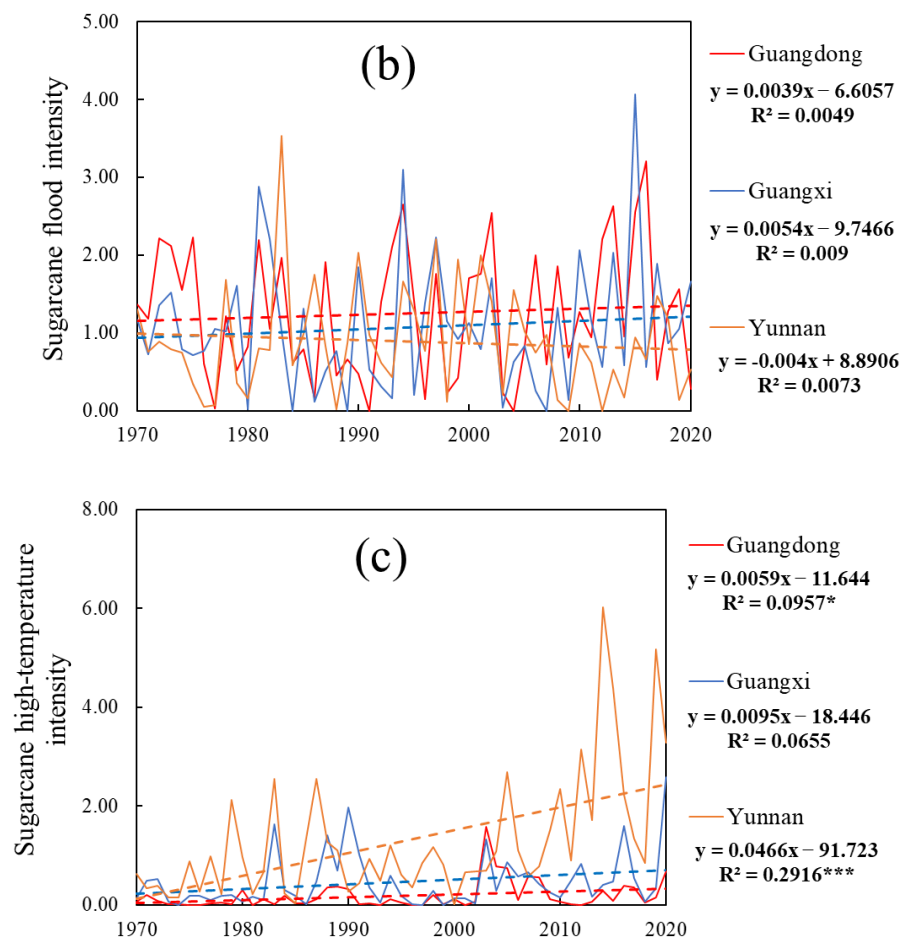 5.00
4.00
3.00
2.00
1.00
0.00
Sugarcane flood intensity
(b)
1970
1980
1990
2000
2010
2020
Guangdong
y = 0.0039x − 6.6057
R² = 0.0049
Guangxi
y = 0.0054x − 9.7466
R² = 0.009
Yunnan
y = -0.004x + 8.8906
R² = 0.0073
8.00
6.00
4.00
2.00
0.00
Sugarcane high-temperature
intensity
(c)
1970
1980
1990
2000
2010
2020
Guangdong
y = 0.0059x − 11.644
R² = 0.0957*
Guangxi
y = 0.0095x − 18.446
R² = 0.0655
Yunnan
y = 0.0466x − 91.723
R² = 0.2916***